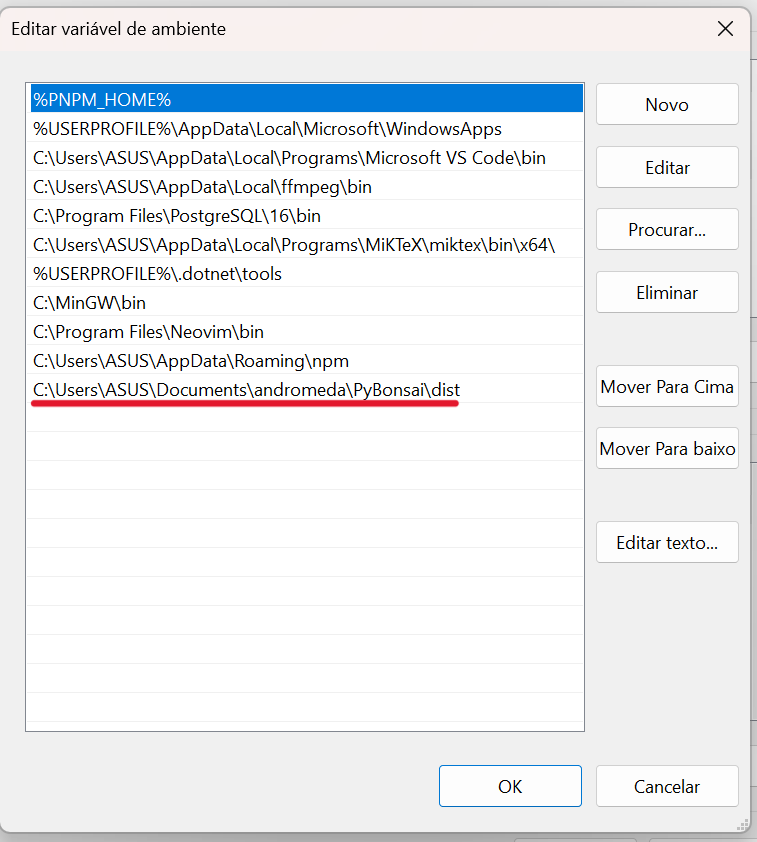 Editar variável de ambiente
%PNPM_HOME%
%USERPROFILE%\AppData\Local\Microsoft\WindowsApps
C:\Users\ASUS\AppData\Local\Programs\Microsoft VS Code\bin
C:\Users\ASUS\AppData\Local\ffmpeg\bin
C:\Program Files\PostgreSQL\16\bin
C:\Users\ASUS\AppData\Local\Programs\MiKTeX\miktex\bin\x64\
%USERPROFILE%\.dotnet\tools
C:\MinGW\bin
C:\Program Files\Neovim\bin
C:\Users\ASUS\AppData\Roaming\npm
C:\Users\ASUS\Documents\andromeda\PyBonsai\dist
Novo
Editar
Procurar...
Eliminar
Mover Para Cima
Mover Para baixo
Editar texto...
OK
Cancelar